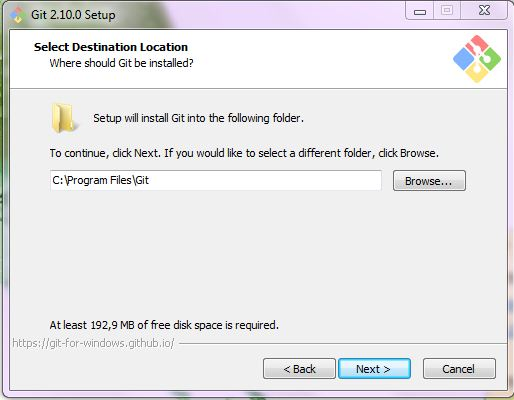 Git 2.10.0 Setup
Select Destination Location
Where should Git be installed?
Setup will install Git into the following folder.
To continue, click Next. If you would like to select a different folder, click Browse.
C:\Program Files\Git
Browse...
At least 192,9 MB of free disk space is required.
https://git-for-windows.github.io/
< Back
Next >
Cancel